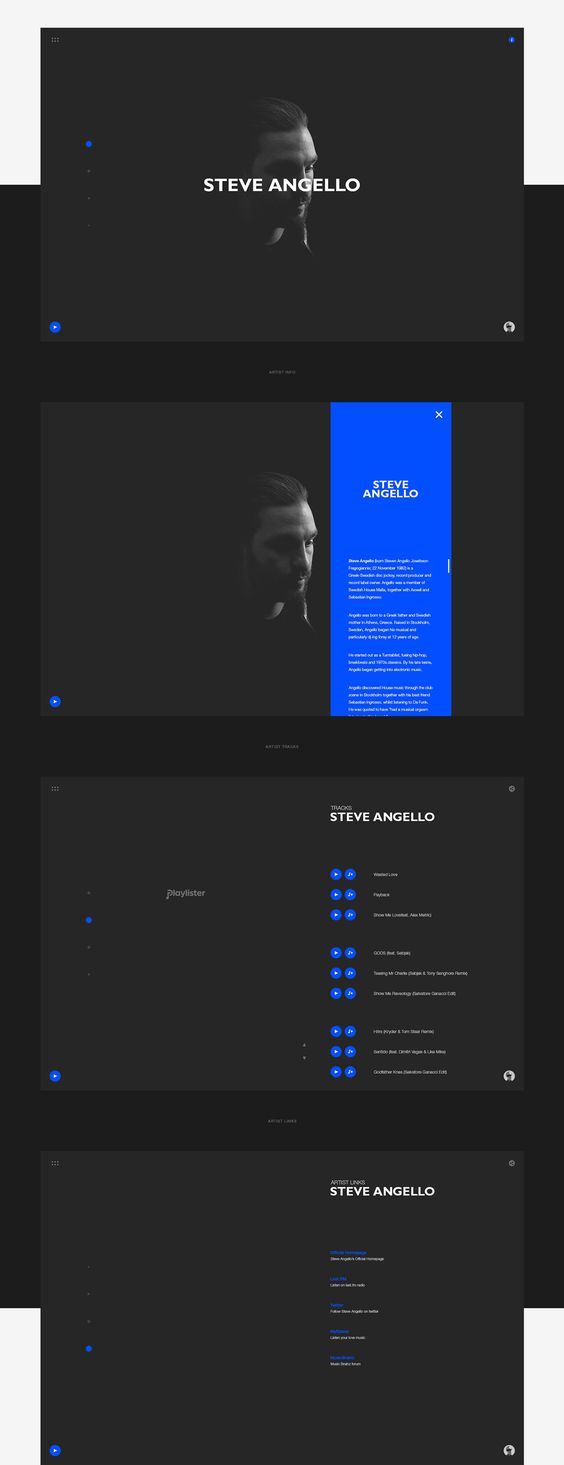 STEVE ANGELLO
ARTIST INFO
STEVE
ANGELLO
Steve Angello (born Steven Angelo Josefsson
Fragogiannis; 22 November 1982) is a
Greek-Swedish disc jockey, record producer and
record label owner. Angello was a member of
Swedish House Mafia, together with Axwell and
Sebastian Ingrosso.
Angello was born to a Greek father and Swedish
mother in Athens, Greece. Raised in Stockholm,
Sweden, Angello began his musical and
particularly dj-ing foray at 12 years of age.
He started out as a Turntablist, fusing hip-hop,
breakbeats and 1970s classics. By his late teens,
Angello began getting into electronic music.
Angello discovered House music through the club
scene in Stockholm together with his best friend
Sebastian Ingrosso, whilst listening to Da Funk.
He was quoted to have "had a musical orgasm
ARTIST TRACKS
TRACKS
STEVE ANGELLO
Playlister
Wasted Love
Payback
Show Me Love(feat. Alex Metric)
GODS (feat. Saibjak)
Teasing Mr Charlie (Saibjak & Tony Senghore Remix)
Show Me Raveology (Salvatore Ganacci Edit)
H!fni (Kryder & Tom Staar Remix)
Sentido (feat. Dimitri Vegas & Like Mike)
Godfather Knas (Salvatore Ganacci Edit)
ARTIST LINKS
ARTIST LINKS
STEVE ANGELLO
Official Homepage
Steve Angello's Official Homepage
Last.FM
Listen on last.fm radio
Twitter
Follow Steve Angello on twitter
MySpace
Listen your love music
MusicBrainz
Music Brainz forum